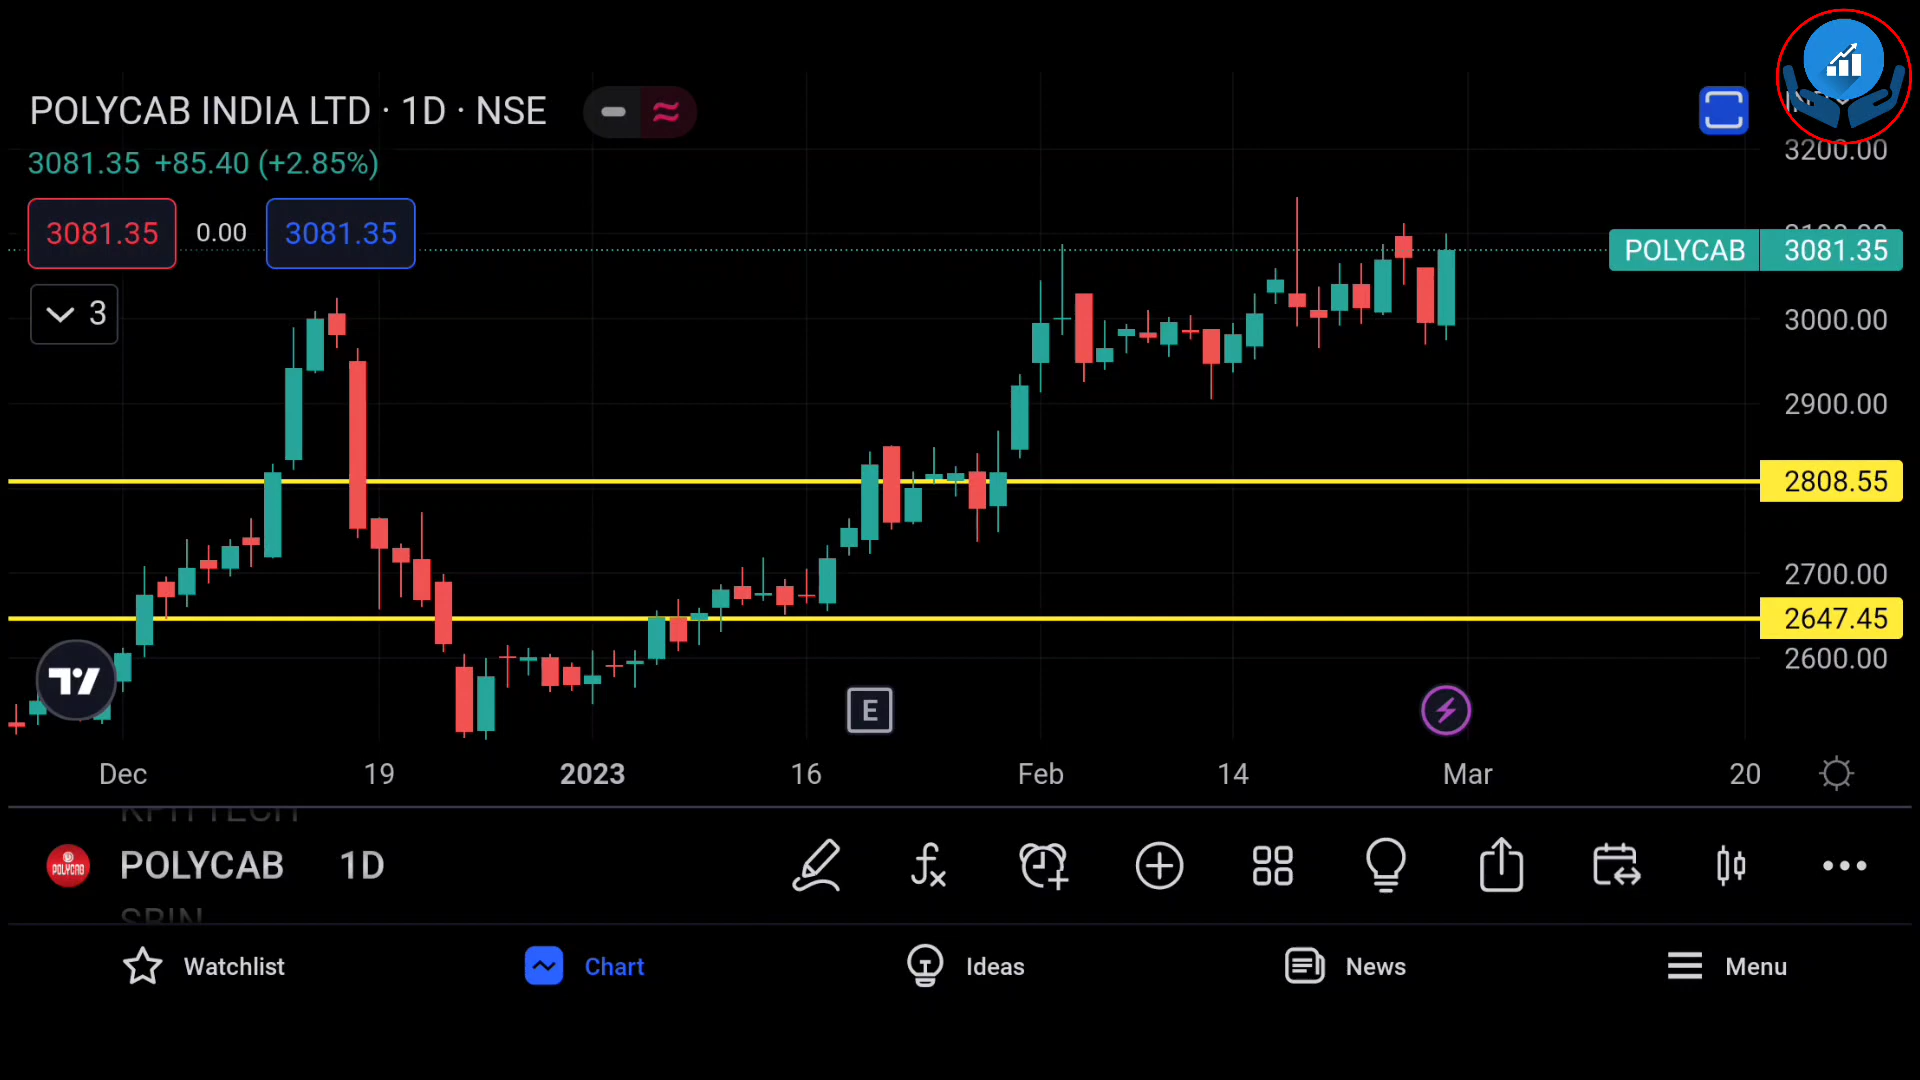 POLYCAB INDIA LTD · 1D · NSE
3081.35 +85.40 (+2.85%)
3081.35 0.00 3081.35
3
3200.00
POLYCAB 3081.35
3000.00
2900.00
2808.55
2700.00
2647.45
2600.00
E
Dec 19 2023 16 Feb 14 Mar 20
KPITTECH
POLYCAB 1D
SBIN
Watchlist Chart Ideas News Menu